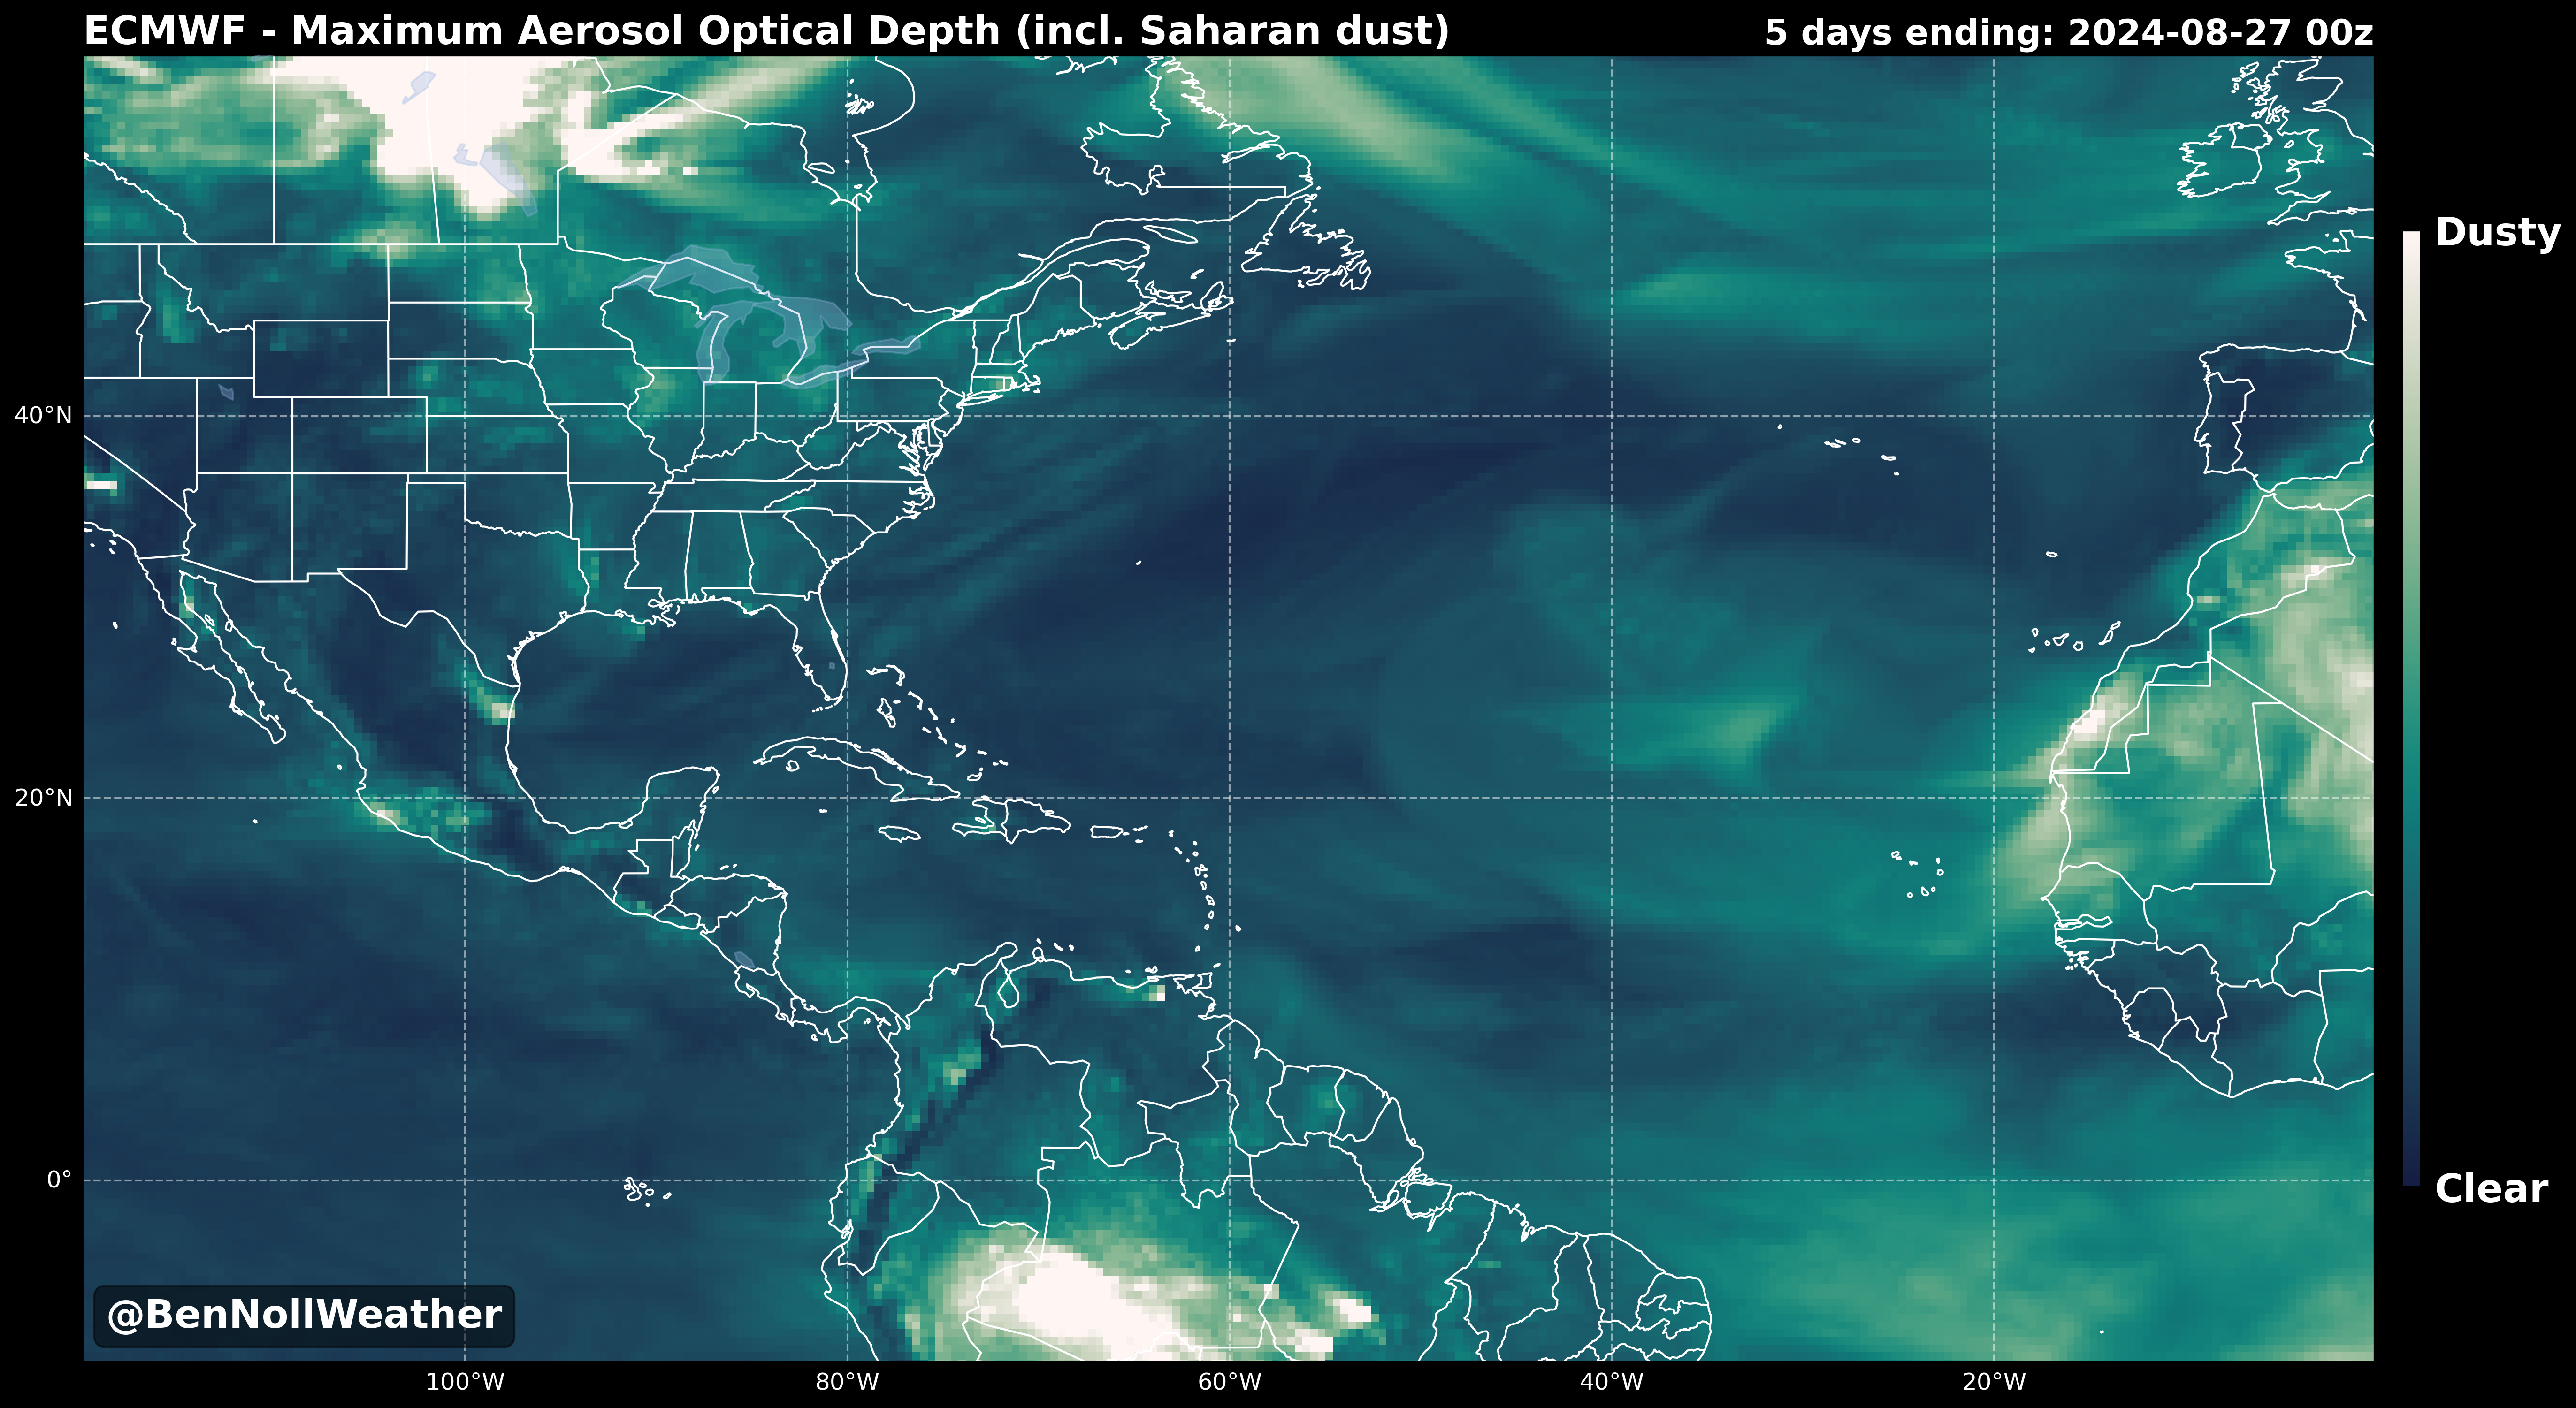 ECMWF - Maximum Aerosol Optical Depth (incl. Saharan dust)
5 days ending: 2024-08-27 00z
Dusty
40°N
20°N
0°
Clear
@BenNollWeather
100°W
80°W
60°W
40°W
20°W